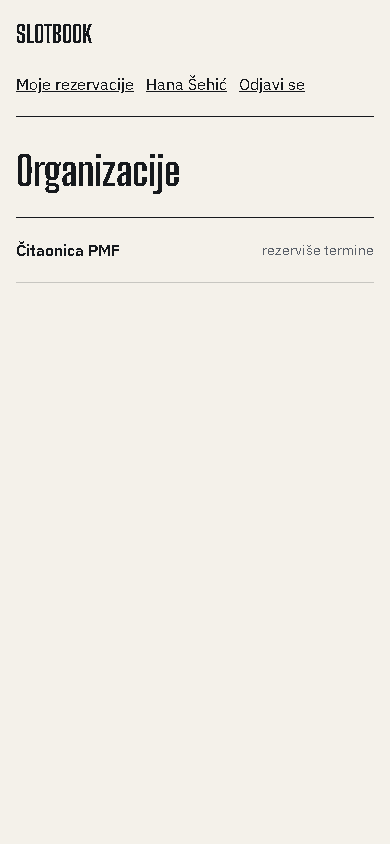 SLOTBOOK
Moje rezervacije Hana Šehić Odjavi se
Organizacije
Čitaonica PMF rezerviše termine